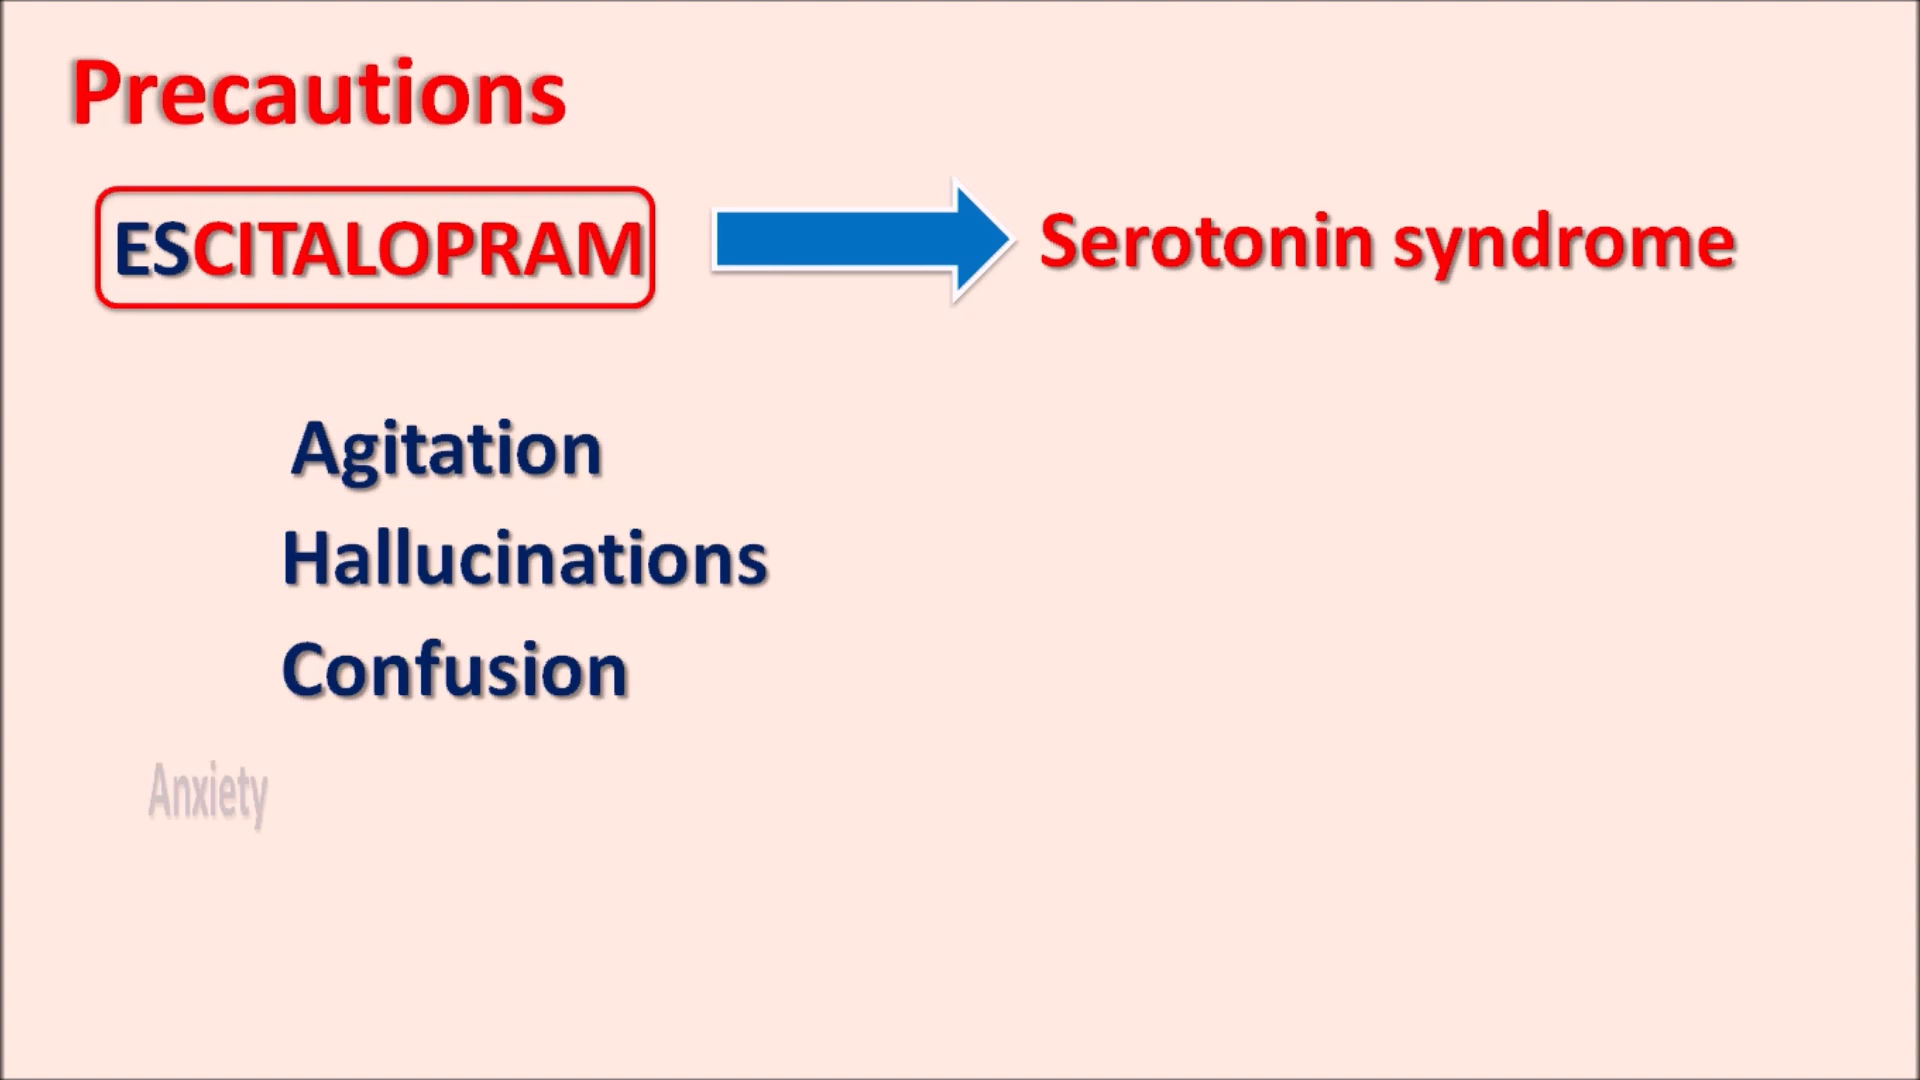 Precautions
ESCITALOPRAM
Serotonin syndrome
Agitation
Hallucinations
Confusion
Anxiety